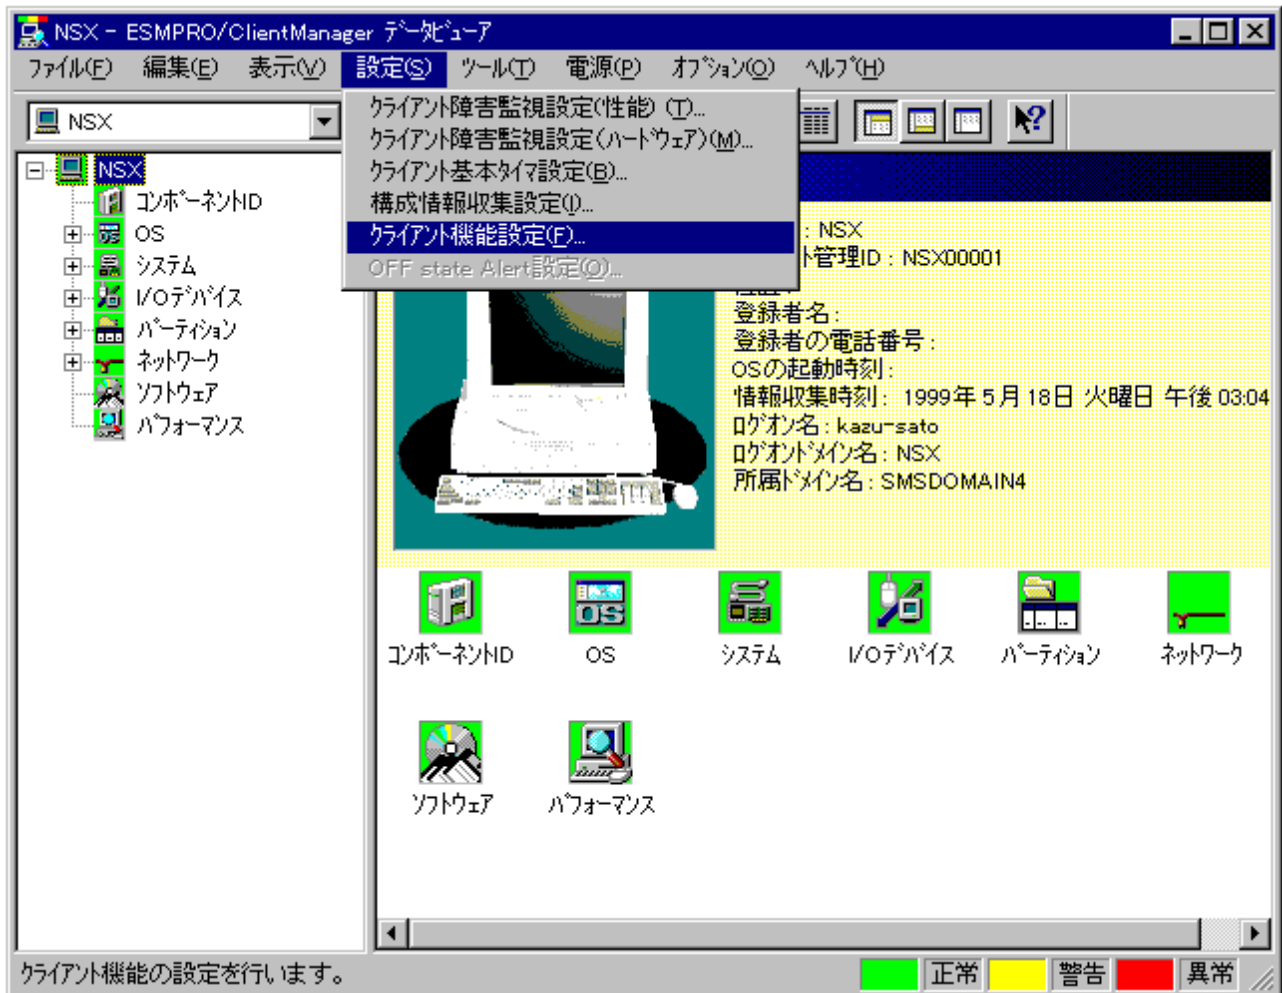 NSX - ESMPRO/ClientManager ﾃﾞｰﾀﾋﾞｭｰｱ
ﾌｧｲﾙ(F) 編集(E) 表示(V) 設定(S) ﾂｰﾙ(T) 電源(P) ｵﾌﾟｼｮﾝ(O) ﾍﾙﾌﾟ(H)
NSX
ｸﾗｲｱﾝﾄ障害監視設定(性能) (T)...
ｸﾗｲｱﾝﾄ障害監視設定(ﾊｰﾄﾞｳｪｱ)(M)...
ｸﾗｲｱﾝﾄ基本ﾀｲﾏ設定(B)...
構成情報収集設定(I)...
ｸﾗｲｱﾝﾄ機能設定(F)...
OFF state Alert設定(O)...
NSX
ｺﾝﾎﾟｰﾈﾝﾄID
OS
ｼｽﾃﾑ
I/Oﾃﾞﾊﾞｲｽ
ﾊﾟｰﾃｨｼｮﾝ
ﾈｯﾄﾜｰｸ
ｿﾌﾄｳｪｱ
ﾊﾟﾌｫｰﾏﾝｽ
: NSX
ﾄ管理ID : NSX00001
登録者名 :
登録者の電話番号 :
OSの起動時刻 :
情報収集時刻 : 1999年 5月 18日 火曜日 午後 03:04
ﾛｸﾞｵﾝ名 : kazu-sato
ﾛｸﾞｵﾝﾄﾞﾒｲﾝ名 : NSX
所属ﾄﾞﾒｲﾝ名 : SMSDOMAIN4
ｺﾝﾎﾟｰﾈﾝﾄID OS ｼｽﾃﾑ I/Oﾃﾞﾊﾞｲｽ ﾊﾟｰﾃｨｼｮﾝ ﾈｯﾄﾜｰｸ
ｿﾌﾄｳｪｱ ﾊﾟﾌｫｰﾏﾝｽ
ｸﾗｲｱﾝﾄ機能の設定を行います。 正常 警告 異常